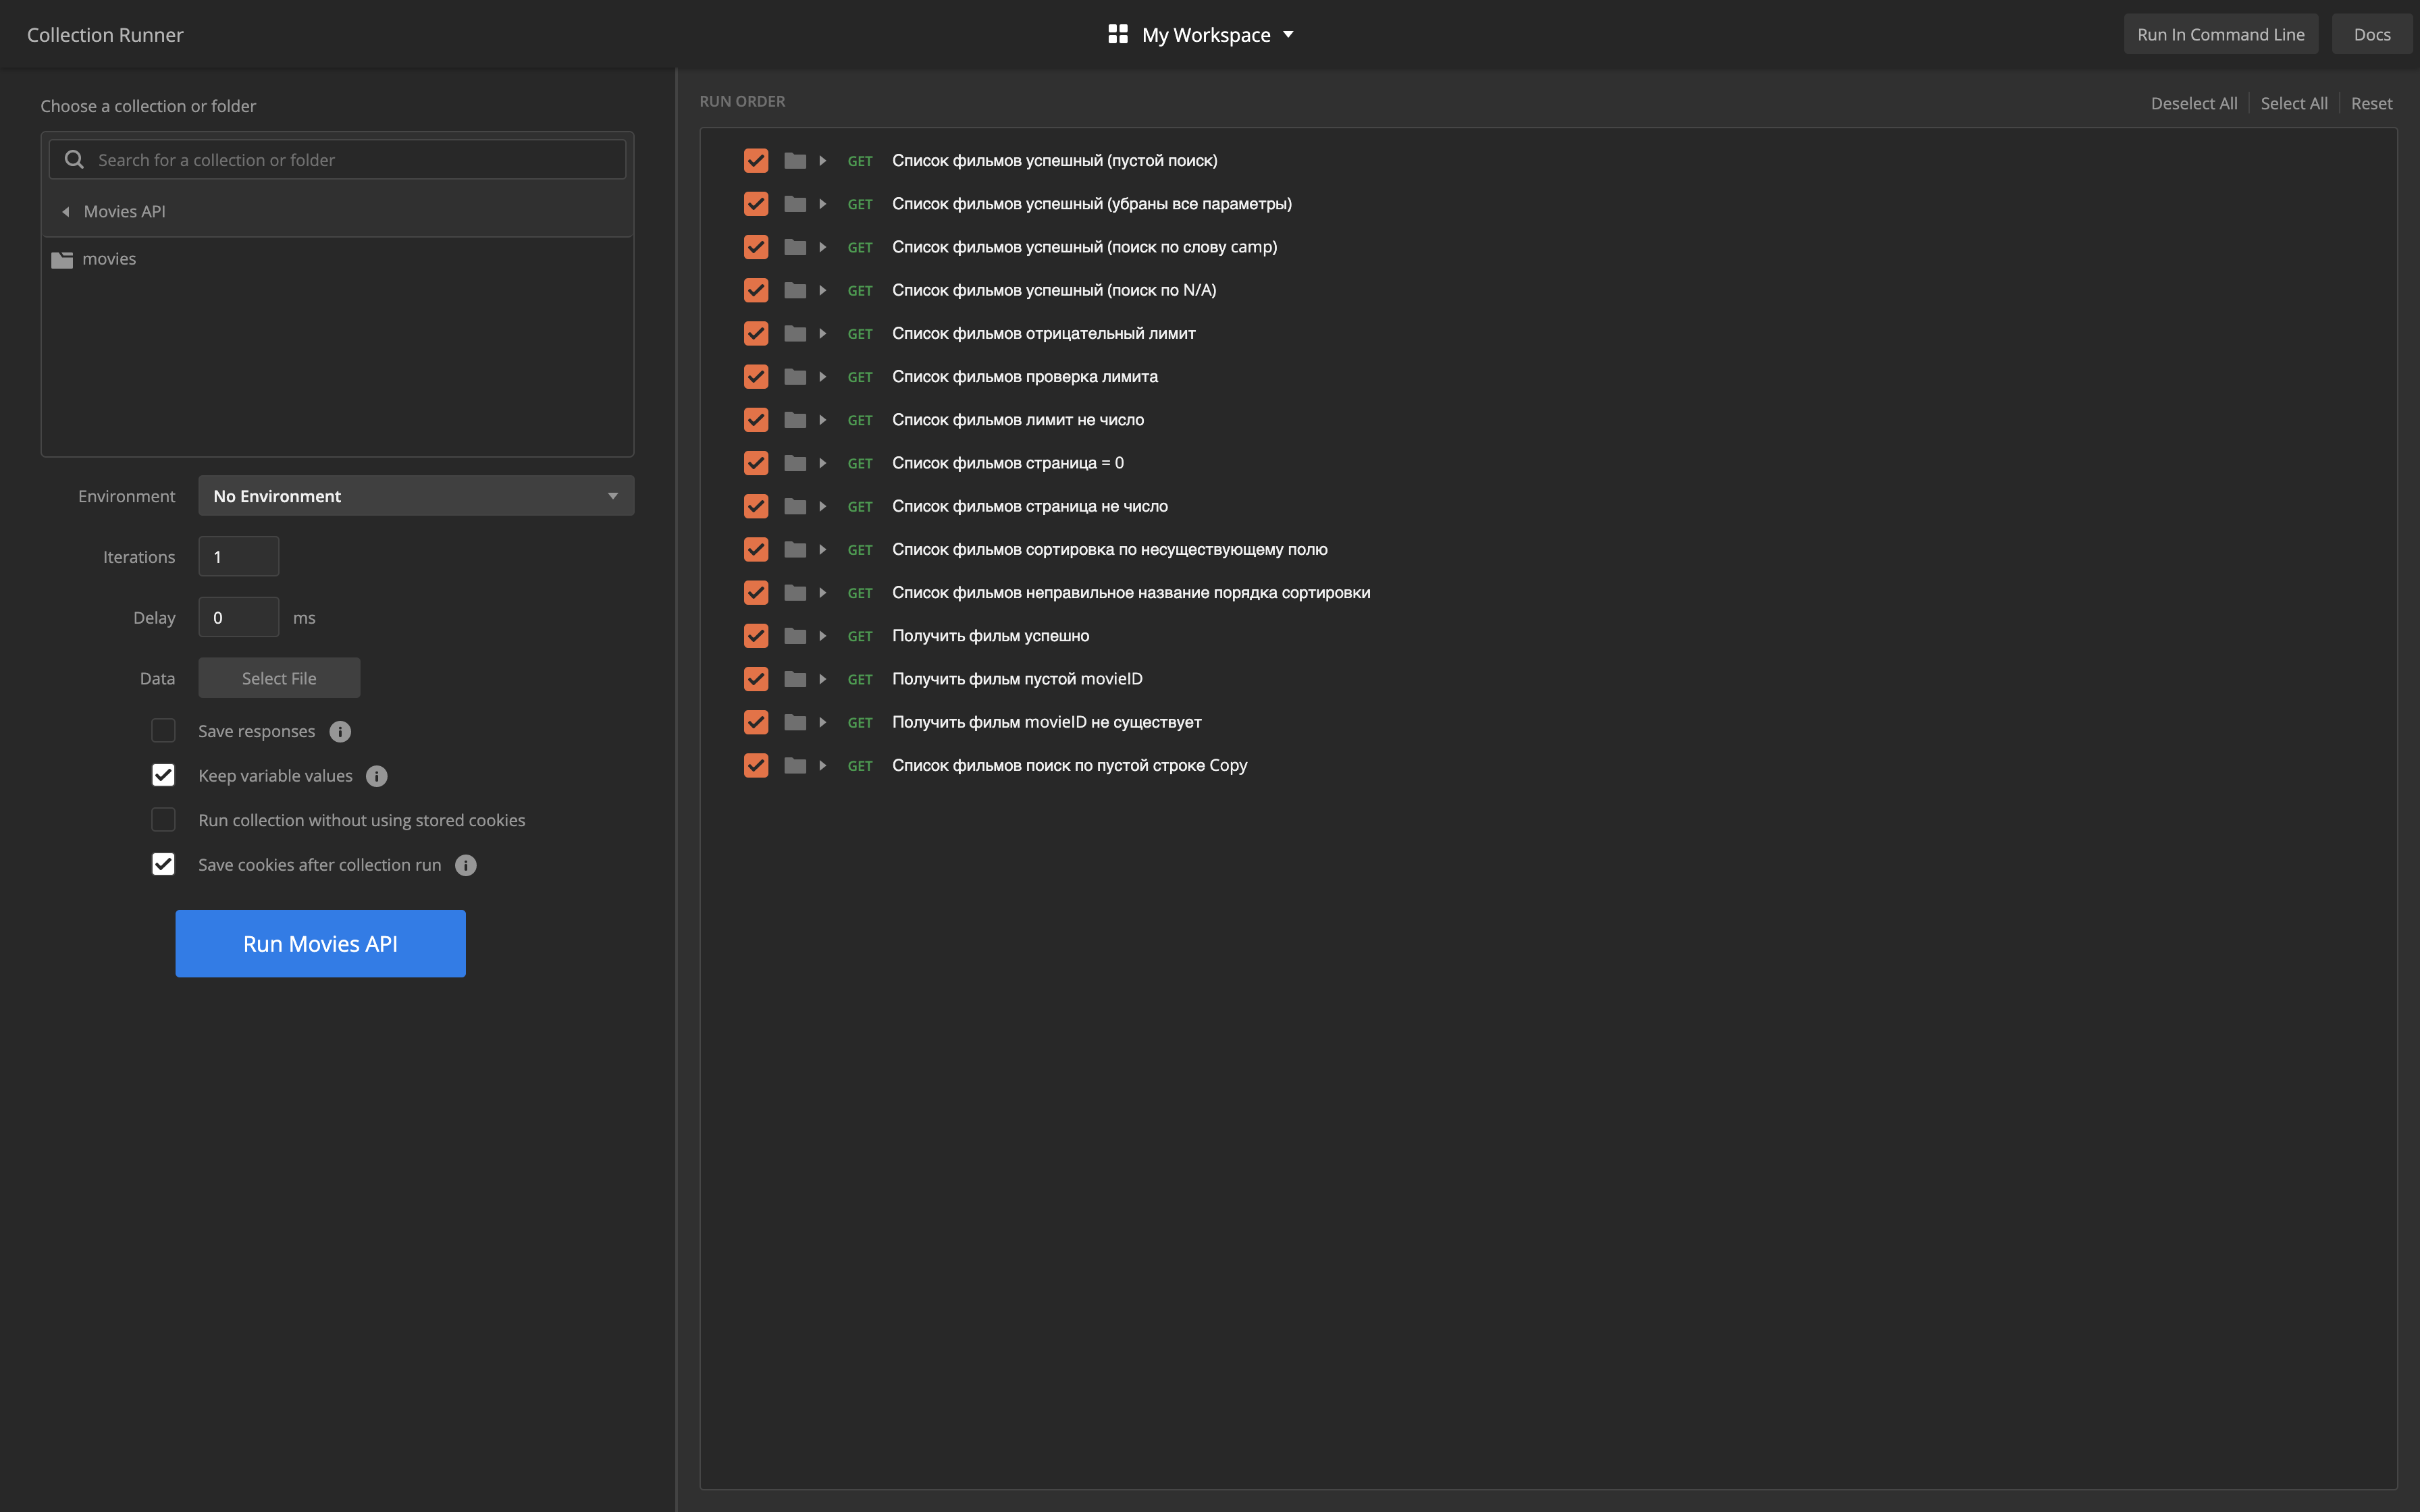 Collection Runner
My Workspace
Run In Command Line
Docs
Choose a collection or folder
Search for a collection or folder
Movies API
movies
Environment
No Environment
Iterations
1
Delay
0
ms
Data
Select File
Save responses
Keep variable values
Run collection without using stored cookies
Save cookies after collection run
Run Movies API
RUN ORDER
Deselect All
Select All
Reset
GET Список фильмов успешный (пустой поиск)
GET Список фильмов успешный (убраны все параметры)
GET Список фильмов успешный (поиск по слову camp)
GET Список фильмов успешный (поиск по N/A)
GET Список фильмов отрицательный лимит
GET Список фильмов проверка лимита
GET Список фильмов лимит не число
GET Список фильмов страница = 0
GET Список фильмов страница не число
GET Список фильмов сортировка по несуществующему полю
GET Список фильмов неправильное название порядка сортировки
GET Получить фильм успешно
GET Получить фильм пустой movieID
GET Получить фильм movieID не существует
GET Список фильмов поиск по пустой строке Copy